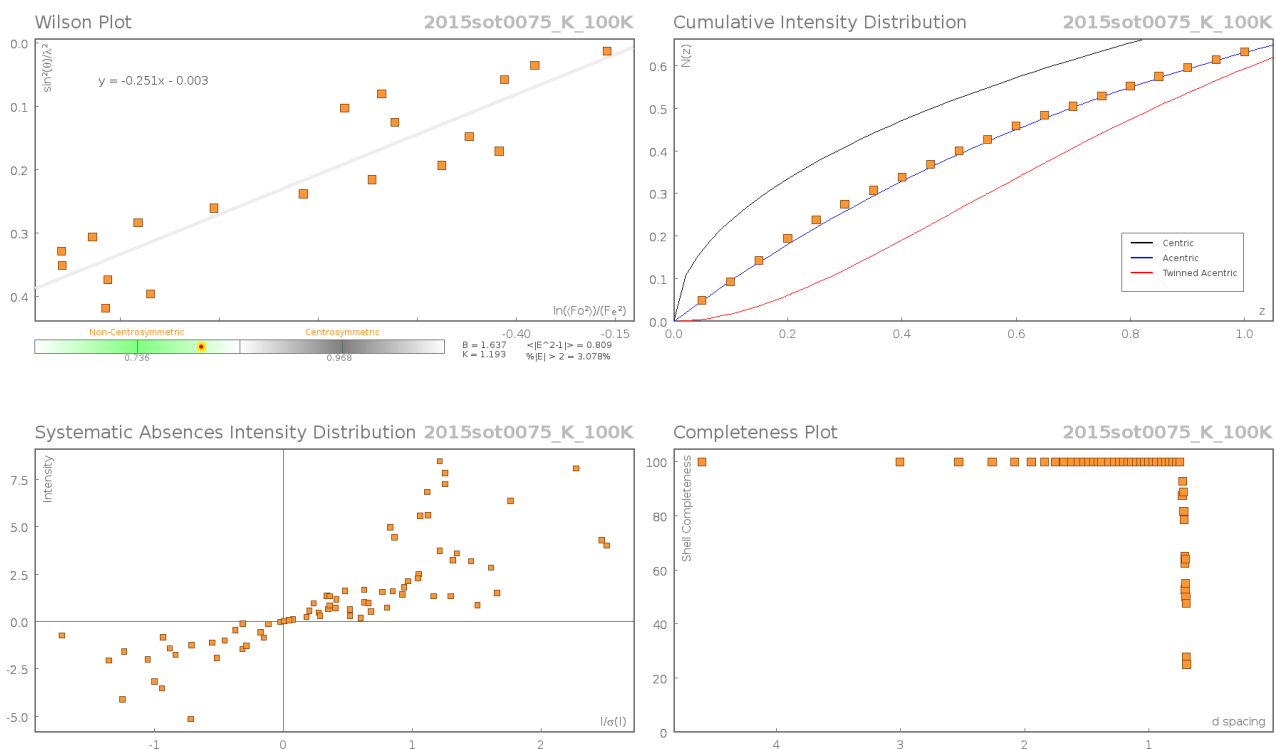 Wilson Plot 2015sot0075_K_100K
sin²(θ)/λ²
y = -0.251x - 0.003
0.0
0.1
0.2
0.3
0.4
ln(⟨Fo²⟩)/(Fe²)
-0.40 -0.15
Non-Centrosymmetric Centrosymmetric
0.736 0.968
B = 1.637 <|E^2-1|> = 0.809
K = 1.193 %|E| > 2 = 3.078%
Cumulative Intensity Distribution 2015sot0075_K_100K
N(z)
0.6
0.5
0.4
0.3
0.2
0.1
0.0
Centric
Acentric
Twinned Acentric
z
0.0 0.2 0.4 0.6 0.8 1.0
Systematic Absences Intensity Distribution 2015sot0075_K_100K
Intensity
7.5
5.0
2.5
0.0
-2.5
-5.0
I/σ(I)
-1 0 1 2
Completeness Plot 2015sot0075_K_100K
Shell Completeness
100
80
60
40
20
0
d spacing
4 3 2 1